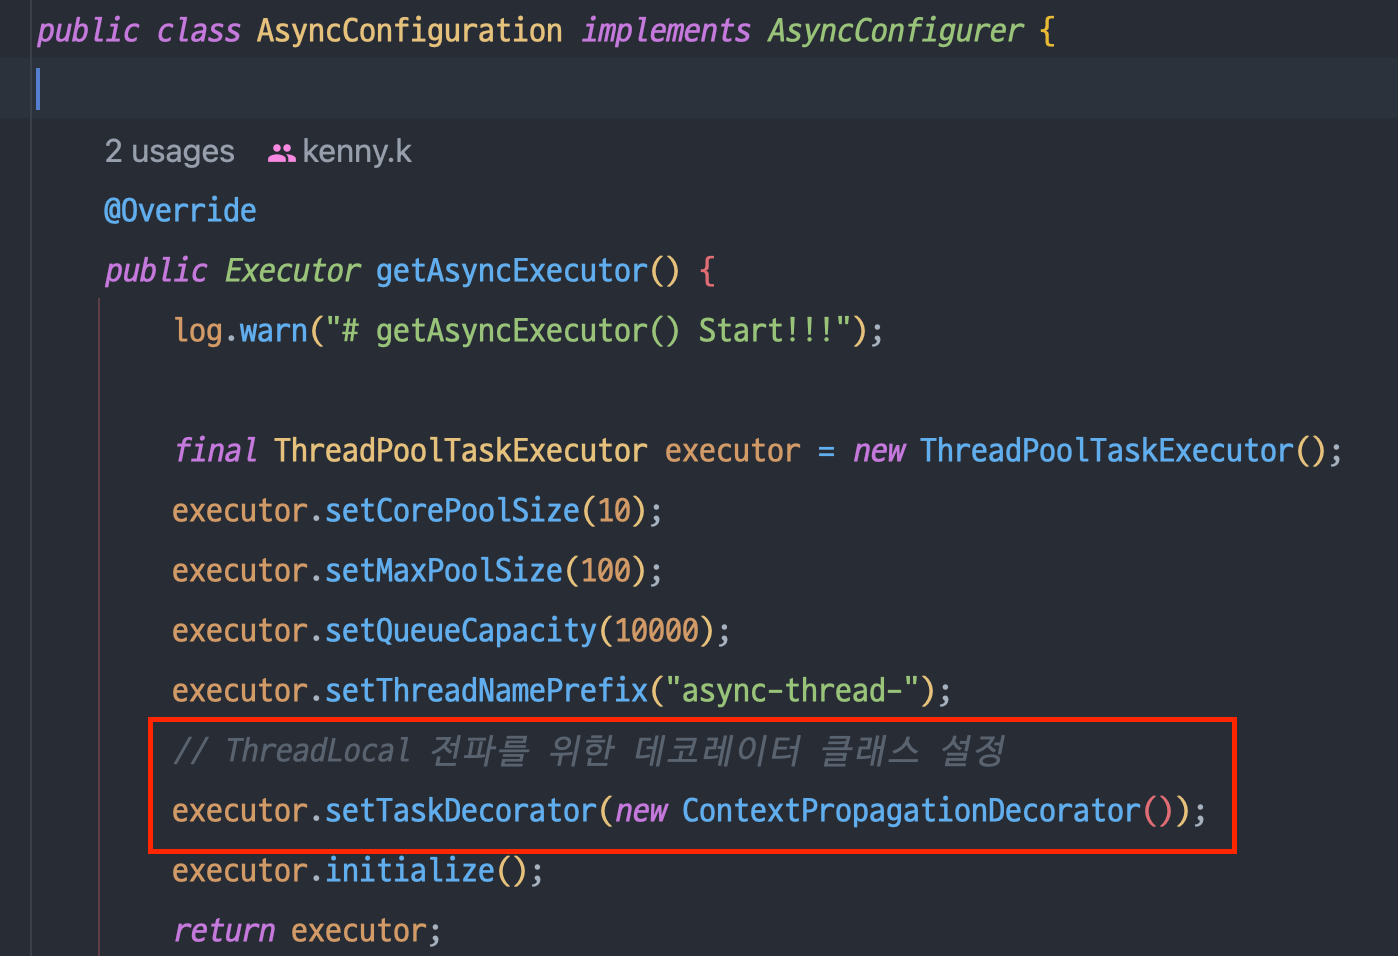 public class AsyncConfiguration implements AsyncConfigurer {
2 usages kenny.k
@Override
public Executor getAsyncExecutor() {
log.warn("# getAsyncExecutor() Start!!!");
final ThreadPoolTaskExecutor executor = new ThreadPoolTaskExecutor();
executor.setCorePoolSize(10);
executor.setMaxPoolSize(100);
executor.setQueueCapacity(10000);
executor.setThreadNamePrefix("async-thread-");
// ThreadLocal 전파를 위한 데코레이터 클래스 설정
executor.setTaskDecorator(new ContextPropagationDecorator());
executor.initialize();
return executor;